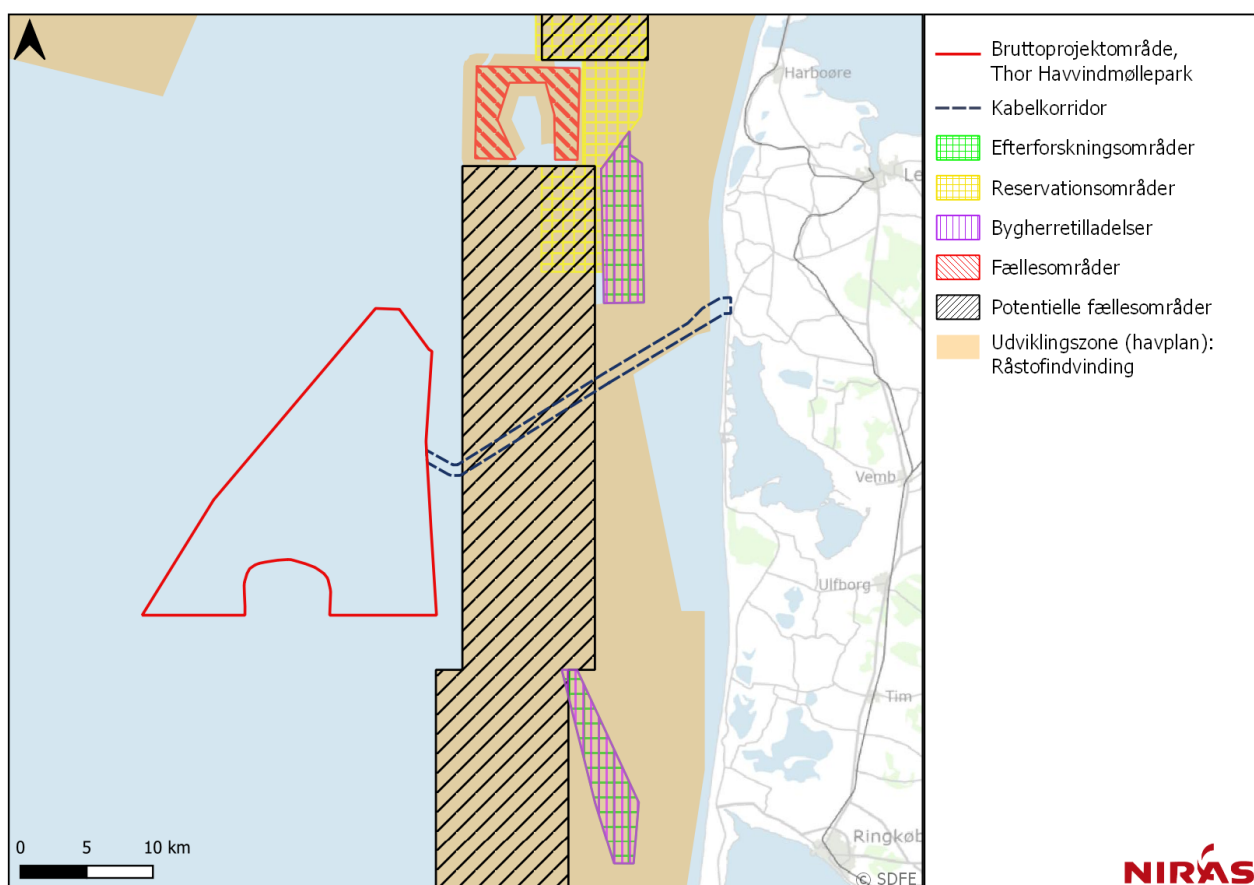 Harboøre
Le
Vemb
Ulfborg
Tim
Ringkøb
0 5 10 km
© SDFE
Bruttoprojektområde,
Thor Havvindmøllepark
Kabelkorridor
Efterforskningsområder
Reservationsområder
Bygherretilladelser
Fællesområder
Potentielle fællesområder
Udviklingszone (havplan):
Råstofindvinding
NIRAS